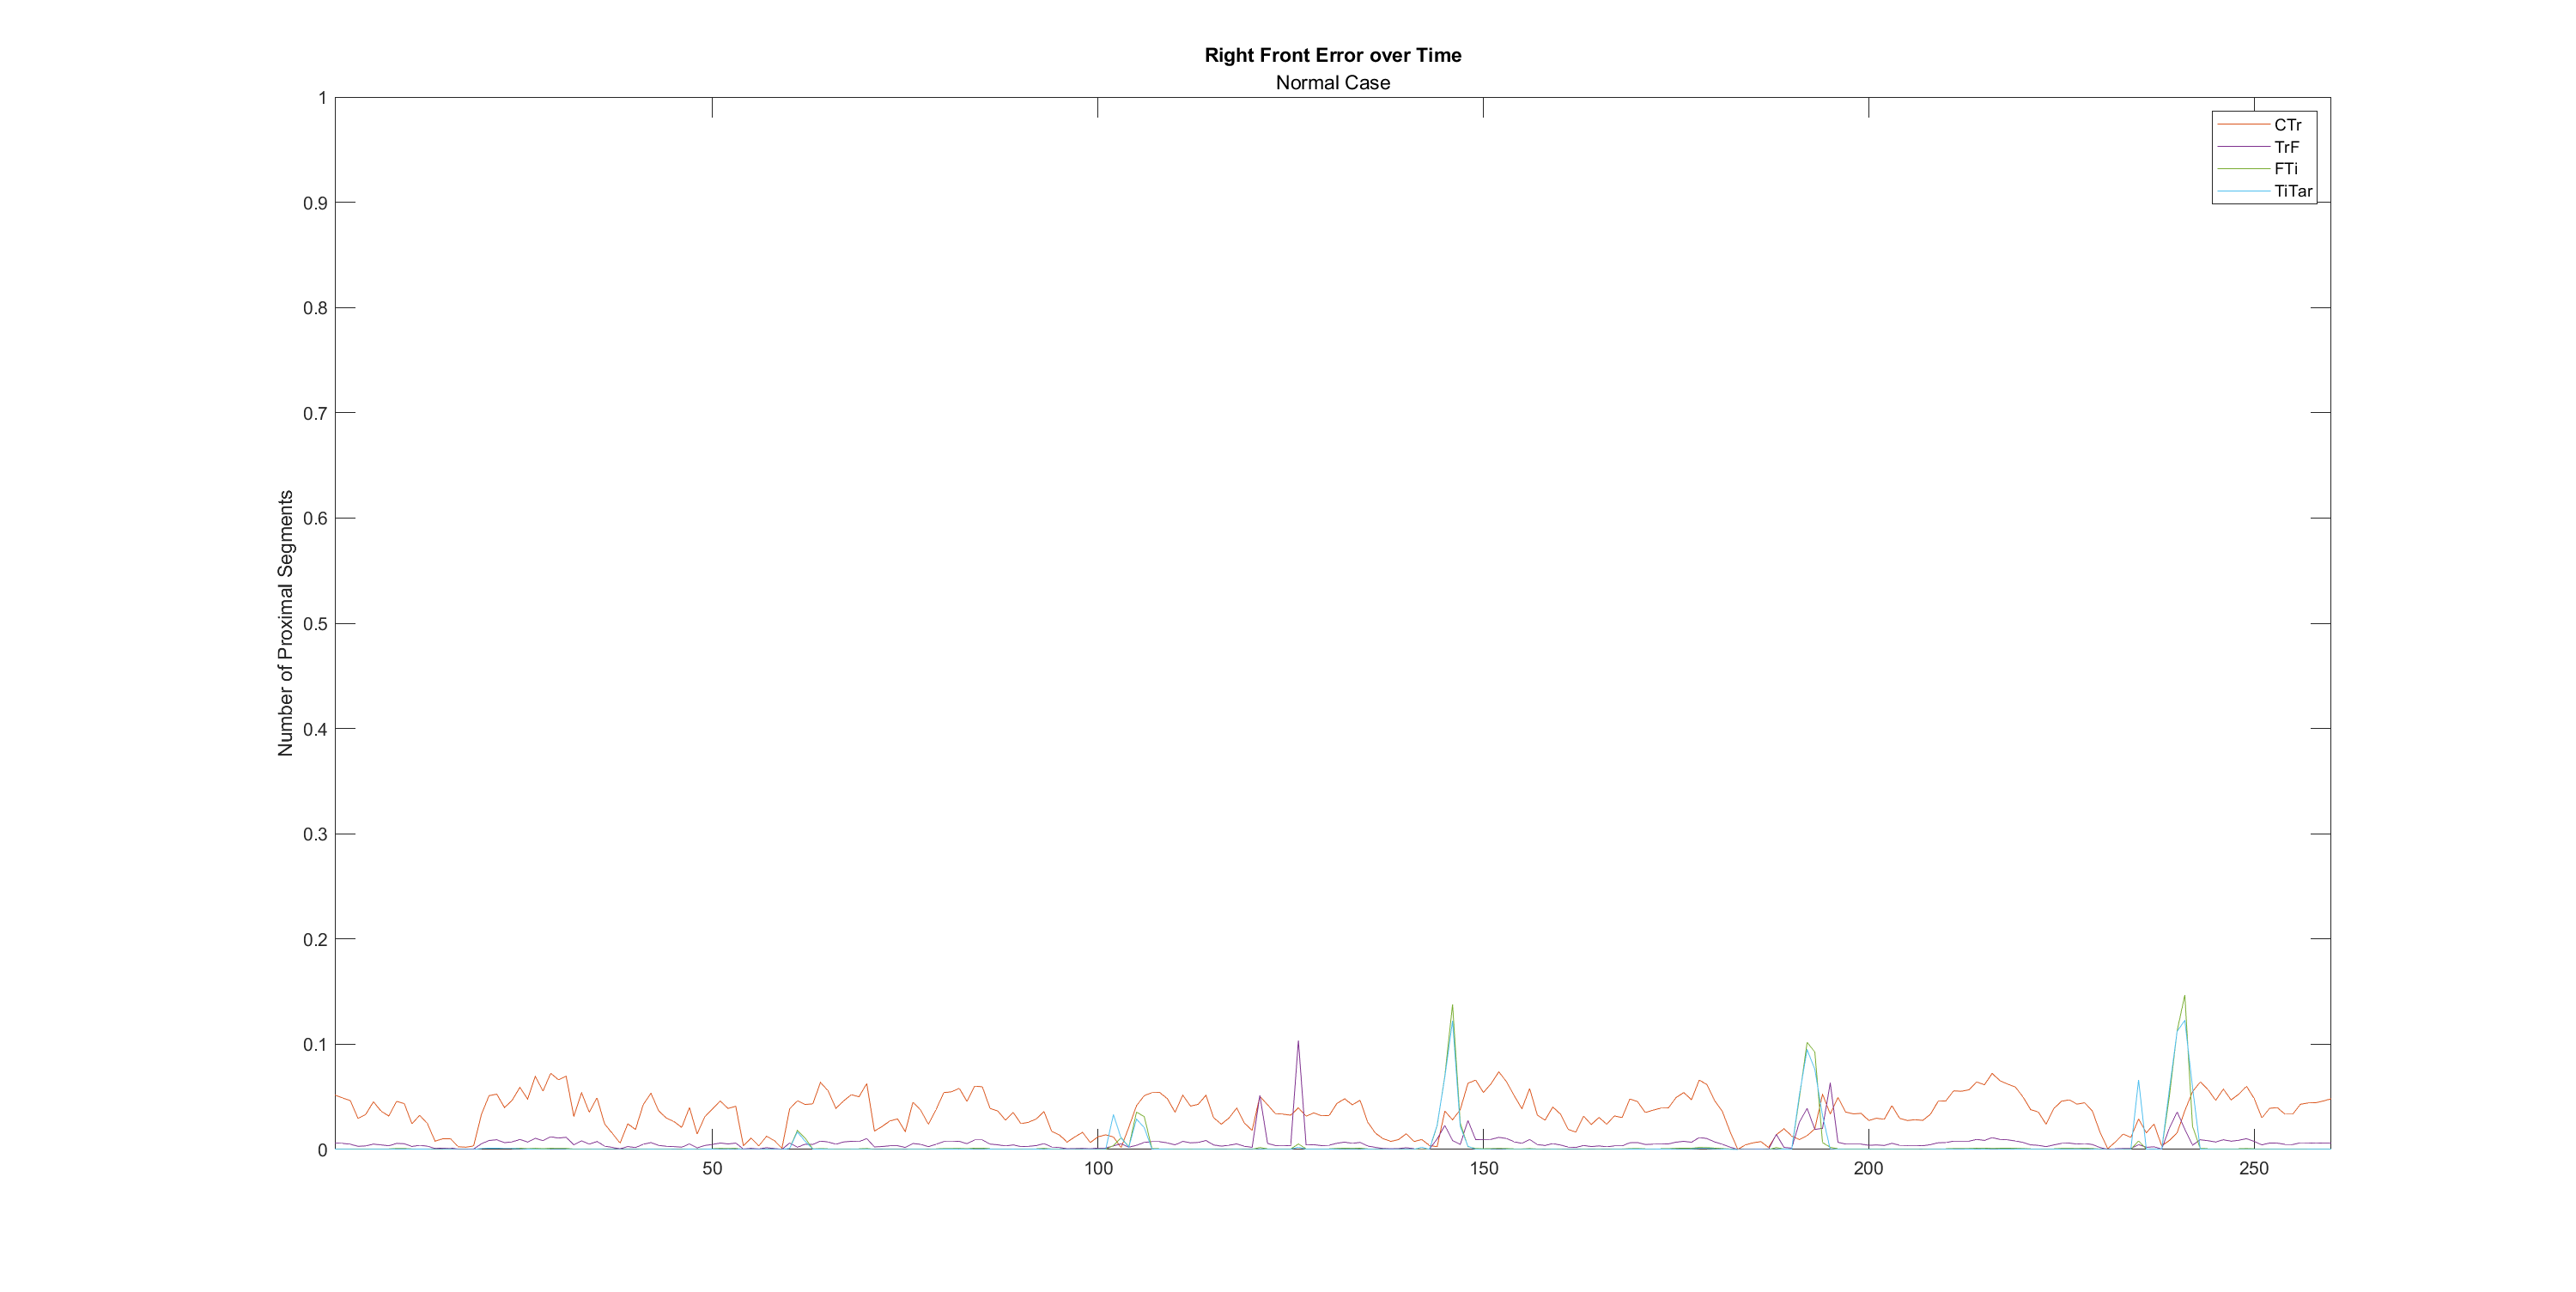 Right Front Error over Time
Normal Case
1
0.9
0.8
0.7
0.6
0.5
0.4
0.3
0.2
0.1
0
Number of Proximal Segments
CTr
TrF
FTi
TiTar
50
100
150
200
250